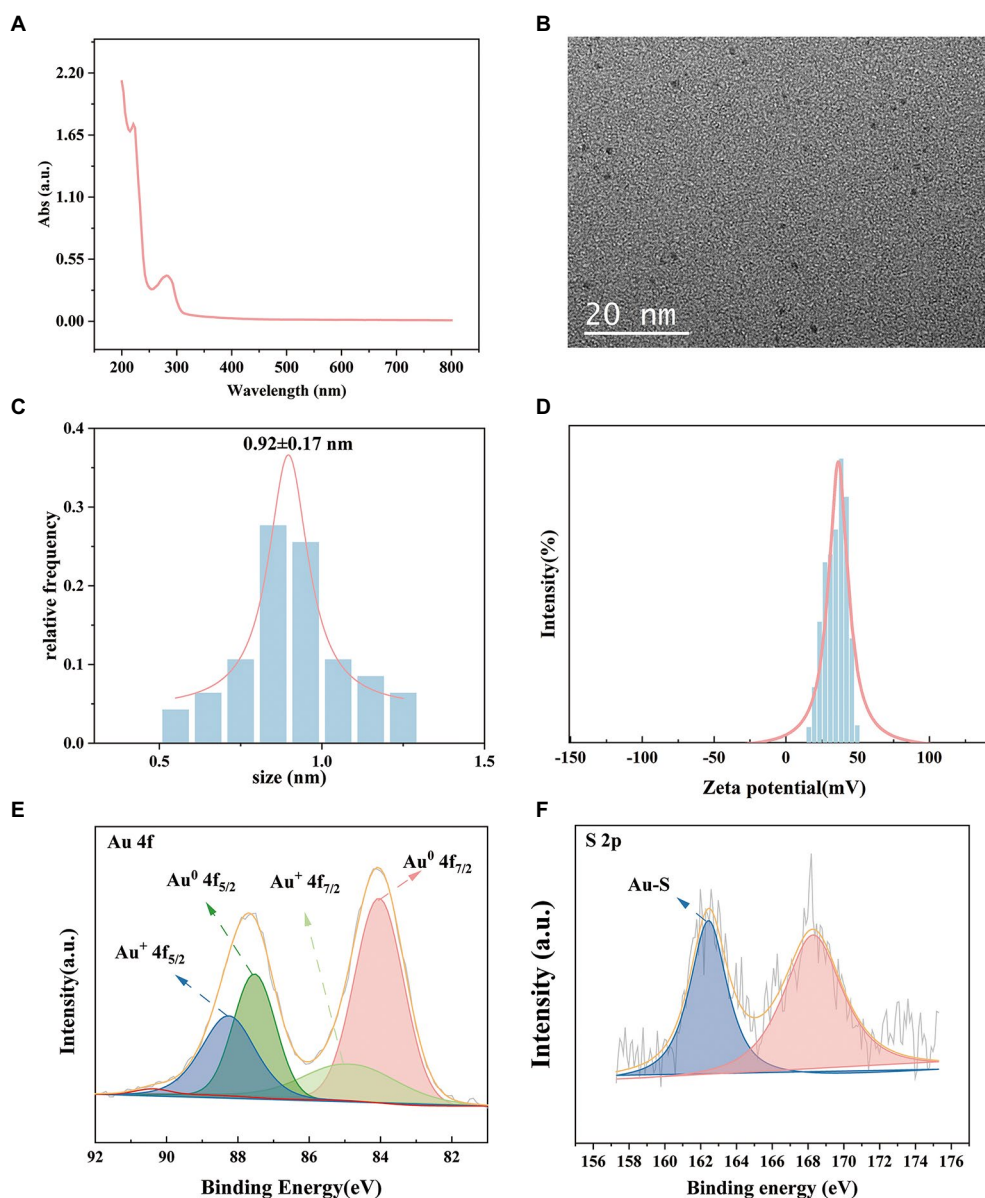 A
2.20
1.65
1.10
0.55
0.00
Abs (a.u.)
200 300 400 500 600 700 800
Wavelength (nm)
B
20 nm
C
0.92±0.17 nm
0.4
0.3
0.2
0.1
0.0
relative frequency
0.5 1.0 1.5
size (nm)
D
Intensity(%)
-150 -100 -50 0 50 100
Zeta potential(mV)
E
Au 4f
Au⁰ 4f7/2
Au⁺ 4f7/2
Au⁰ 4f5/2
Au⁺ 4f5/2
Intensity(a.u.)
92 90 88 86 84 82
Binding Energy(eV)
F
S 2p
Au-S
Intensity (a.u.)
156 158 160 162 164 166 168 170 172 174 176
Binding energy (eV)